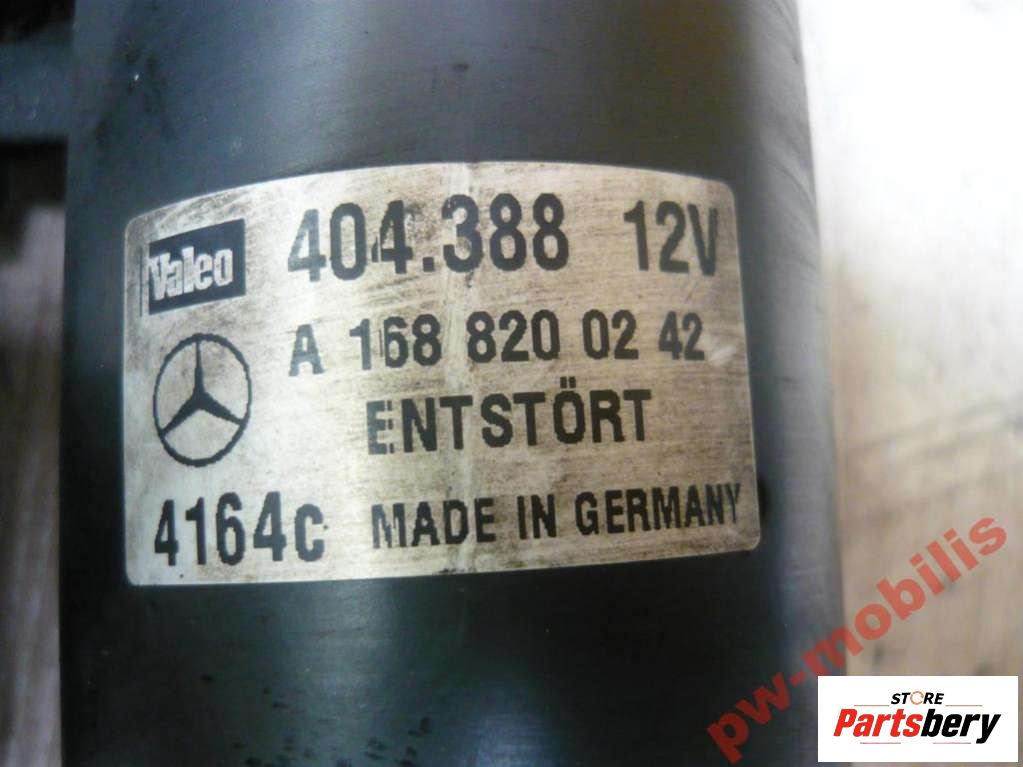 Valeo 404.388 12V
A 168 820 02 42
ENTSTÖRT
4164c MADE IN GERMANY
pw-mobilis
STORE
Partsbery